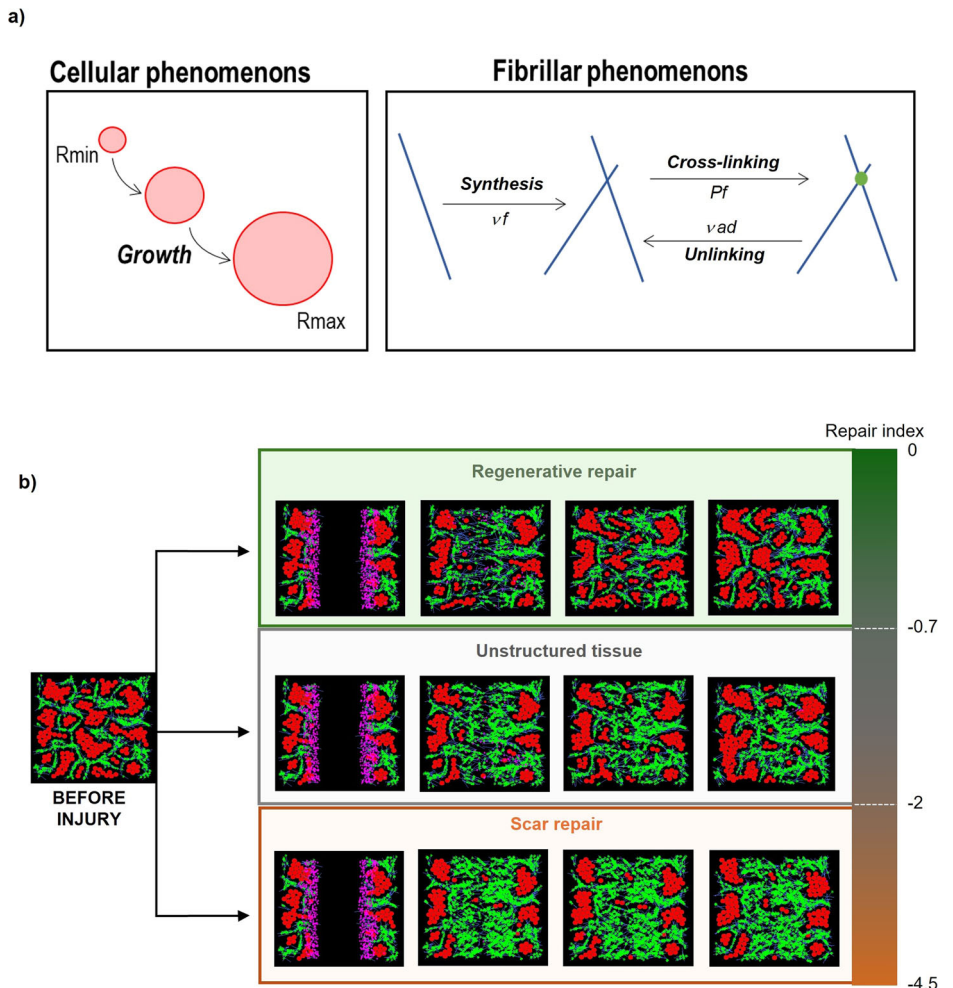 a)
Cellular phenomenons
Fibrillar phenomenons
Rmin
Growth
Rmax
Synthesis
νf
Cross-linking
Pf
νad
Unlinking
Repair index
0
b)
Regenerative repair
-0.7
Unstructured tissue
BEFORE
INJURY
-2
Scar repair
-4.5